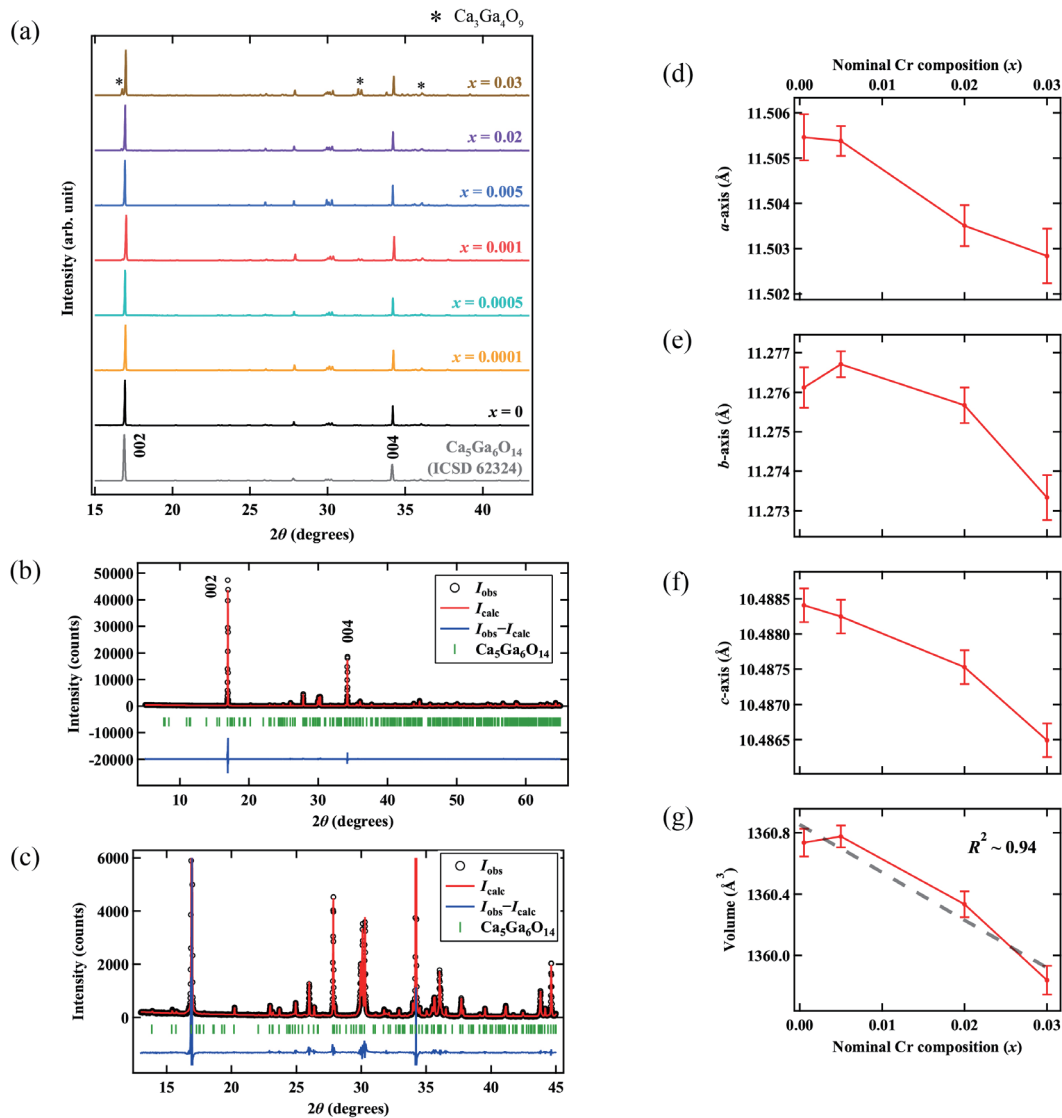 * Ca3Ga4O9
(a)
Intensity (arb. unit)
*
*
*
x = 0.03
x = 0.02
x = 0.005
x = 0.001
x = 0.0005
x = 0.0001
x = 0
002
004
Ca5Ga6O14
(ICSD 62324)
15 20 25 30 35 40
2θ (degrees)
(b)
Intensity (counts)
50000
40000
30000
20000
10000
0
-10000
-20000
002
004
Iobs
Icalc
Iobs−Icalc
Ca5Ga6O14
10 20 30 40 50 60
2θ (degrees)
(c)
Intensity (counts)
6000
4000
2000
0
Iobs
Icalc
Iobs−Icalc
Ca5Ga6O14
15 20 25 30 35 40 45
2θ (degrees)
(d)
Nominal Cr composition (x)
0.00 0.01 0.02 0.03
a-axis (Å)
11.506
11.505
11.504
11.503
11.502
(e)
b-axis (Å)
11.277
11.276
11.275
11.274
11.273
(f)
c-axis (Å)
10.4885
10.4880
10.4875
10.4870
10.4865
(g)
Volume (Å3)
1360.8
1360.4
1360.0
R2 ~ 0.94
0.00 0.01 0.02 0.03
Nominal Cr composition (x)